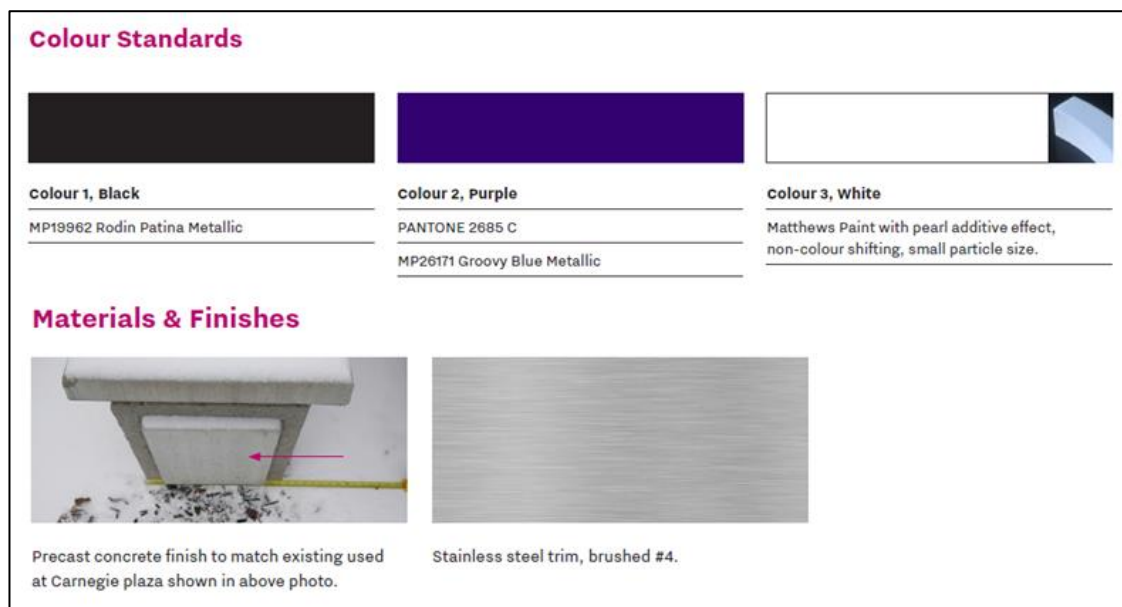 Colour Standards
Colour 1, Black
MP19962 Rodin Patina Metallic
Colour 2, Purple
PANTONE 2685 C
MP26171 Groovy Blue Metallic
Colour 3, White
Matthews Paint with pearl additive effect,
non-colour shifting, small particle size.
Materials & Finishes
Precast concrete finish to match existing used
at Carnegie plaza shown in above photo.
Stainless steel trim, brushed #4.